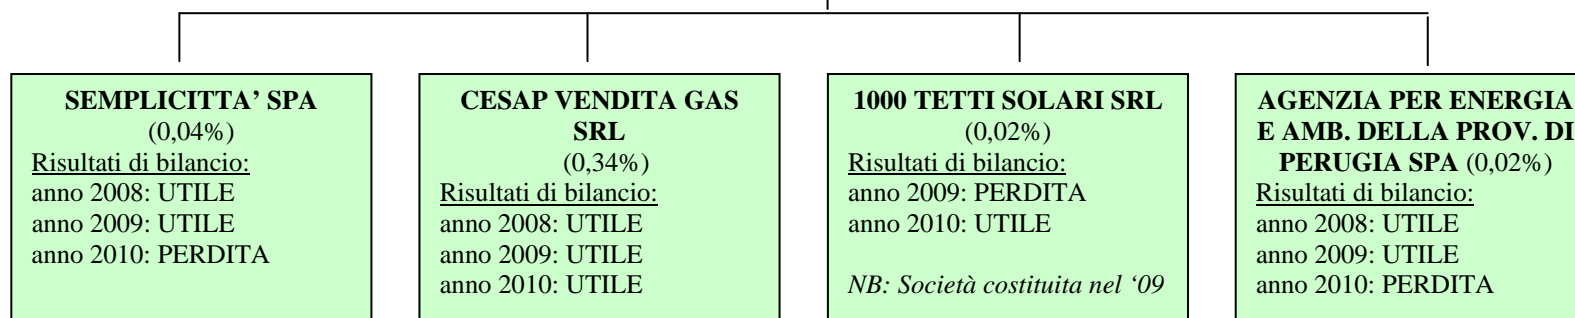 SEMPLICITTA’ SPA
(0,04%)
Risultati di bilancio:
anno 2008: UTILE
anno 2009: UTILE
anno 2010: PERDITA
CESAP VENDITA GAS
SRL
(0,34%)
Risultati di bilancio:
anno 2008: UTILE
anno 2009: UTILE
anno 2010: UTILE
1000 TETTI SOLARI SRL
(0,02%)
Risultati di bilancio:
anno 2009: PERDITA
anno 2010: UTILE
NB: Società costituita nel ‘09
AGENZIA PER ENERGIA
E AMB. DELLA PROV. DI
PERUGIA SPA (0,02%)
Risultati di bilancio:
anno 2008: UTILE
anno 2009: UTILE
anno 2010: PERDITA